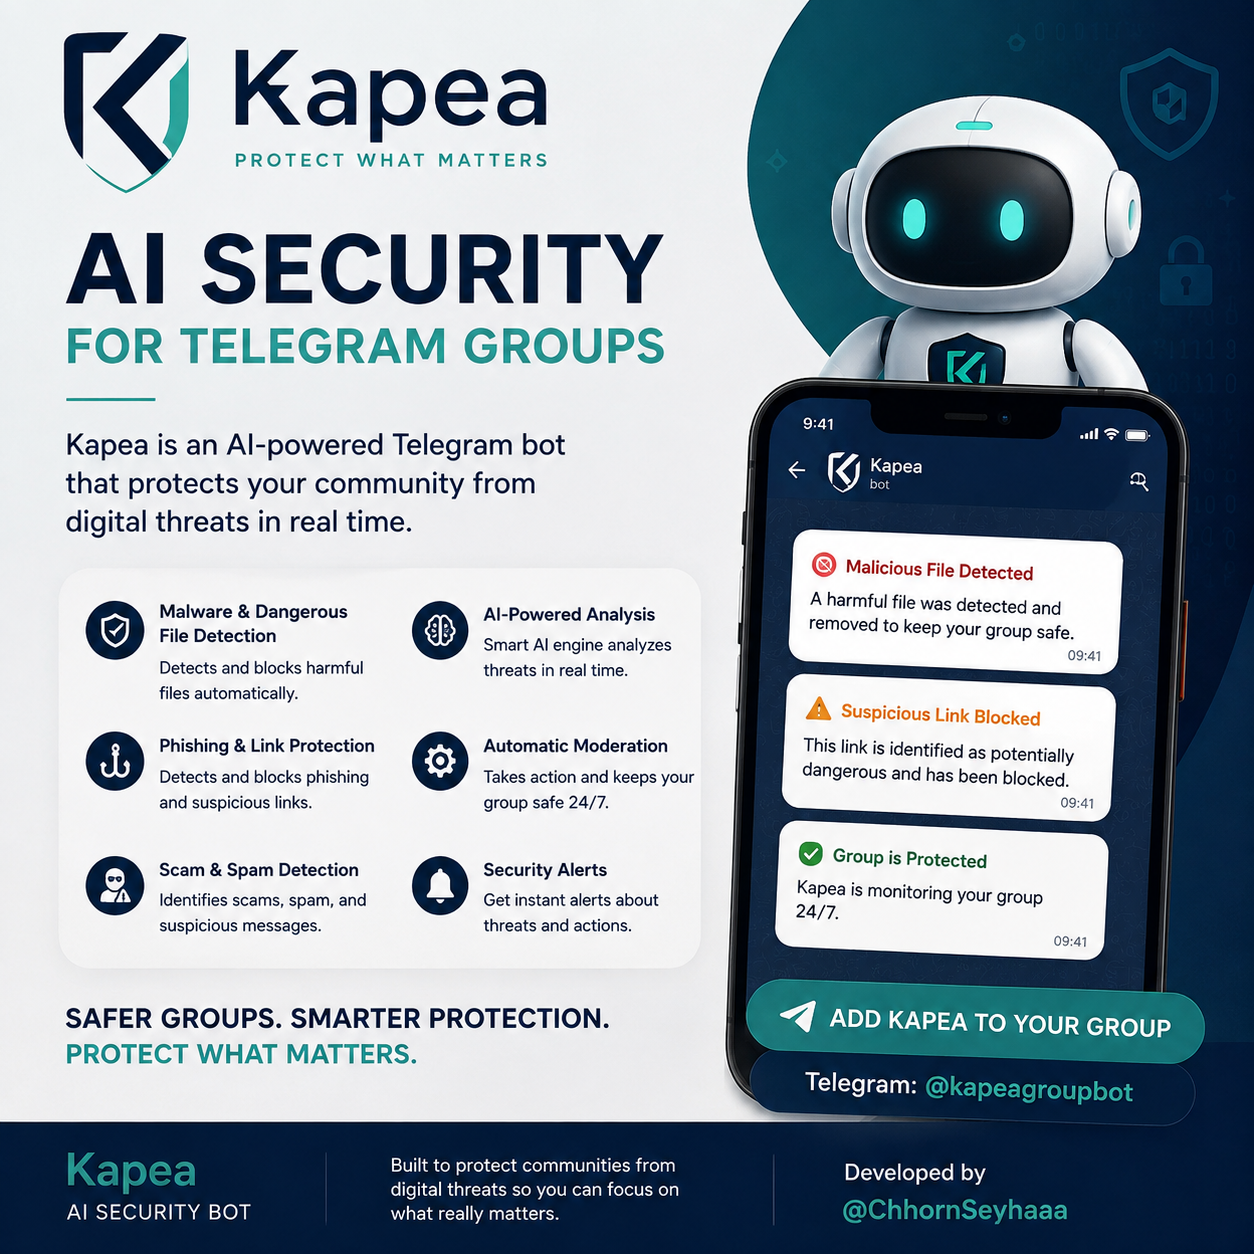 Kapea
PROTECT WHAT MATTERS
AI SECURITY
FOR TELEGRAM GROUPS
Kapea is an AI-powered Telegram bot
that protects your community from
digital threats in real time.
Malware & Dangerous
File Detection
Detects and blocks harmful
files automatically.
AI-Powered Analysis
Smart AI engine analyzes
threats in real time.
Phishing & Link Protection
Detects and blocks phishing
and suspicious links.
Automatic Moderation
Takes action and keeps your
group safe 24/7.
Scam & Spam Detection
Identifies scams, spam, and
suspicious messages.
Security Alerts
Get instant alerts about
threats and actions.
SAFER GROUPS. SMARTER PROTECTION.
PROTECT WHAT MATTERS.
9:41
Kapea
bot
Malicious File Detected
A harmful file was detected and
removed to keep your group safe.
09:41
Suspicious Link Blocked
This link is identified as potentially
dangerous and has been blocked.
09:41
Group is Protected
Kapea is monitoring your group
24/7.
09:41
ADD KAPEA TO YOUR GROUP
Telegram: @kapeagroupbot
Kapea
AI SECURITY BOT
Built to protect communities from
digital threats so you can focus on
what really matters.
Developed by
@ChhornSeyhaaa